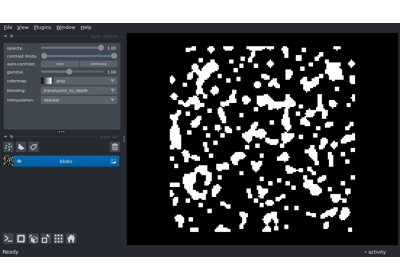 File View Plugins Window Help
opacity: 1.00
contrast limits:
auto-contrast: once continuous
gamma: 1.00
colormap: gray
blending: translucent_no_depth
interpolation: nearest
blobs
Ready
activity